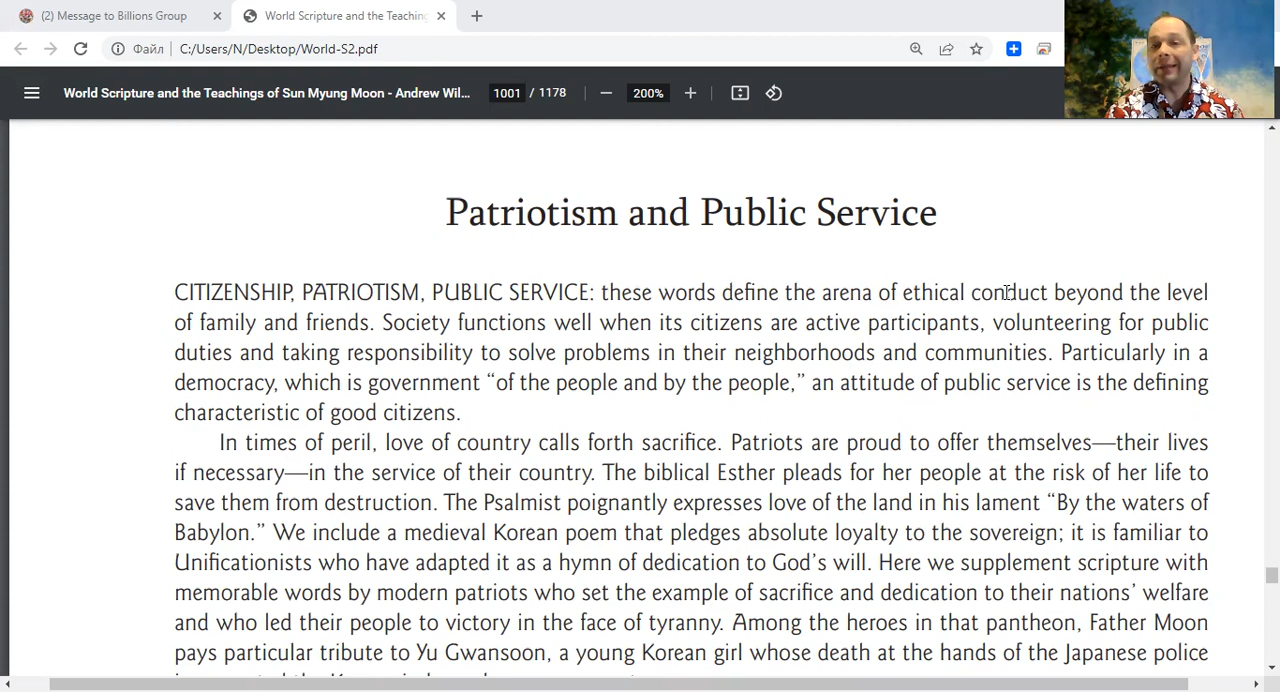 (2) Message to Billions Group
World Scripture and the Teaching
Файл
C:/Users/N/Desktop/World-S2.pdf
World Scripture and the Teachings of Sun Myung Moon - Andrew Wil...
1001 / 1178
200%
Patriotism and Public Service
CITIZENSHIP, PATRIOTISM, PUBLIC SERVICE: these words define the arena of ethical conduct beyond the level
of family and friends. Society functions well when its citizens are active participants, volunteering for public
duties and taking responsibility to solve problems in their neighborhoods and communities. Particularly in a
democracy, which is government “of the people and by the people,” an attitude of public service is the defining
characteristic of good citizens.
In times of peril, love of country calls forth sacrifice. Patriots are proud to offer themselves—their lives
if necessary—in the service of their country. The biblical Esther pleads for her people at the risk of her life to
save them from destruction. The Psalmist poignantly expresses love of the land in his lament “By the waters of
Babylon.” We include a medieval Korean poem that pledges absolute loyalty to the sovereign; it is familiar to
Unificationists who have adapted it as a hymn of dedication to God’s will. Here we supplement scripture with
memorable words by modern patriots who set the example of sacrifice and dedication to their nations’ welfare
and who led their people to victory in the face of tyranny. Among the heroes in that pantheon, Father Moon
pays particular tribute to Yu Gwansoon, a young Korean girl whose death at the hands of the Japanese police